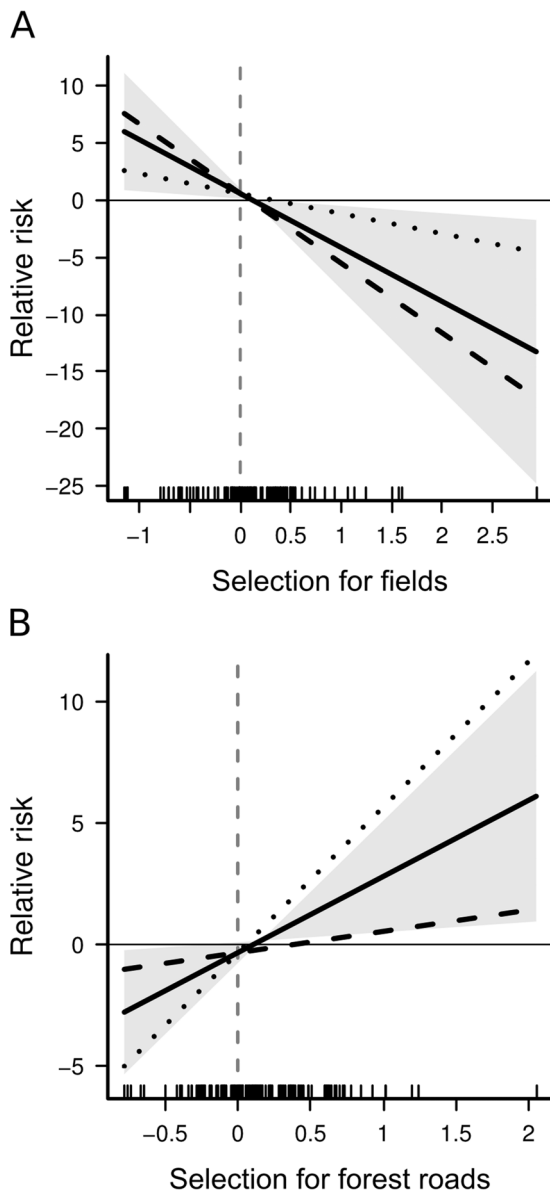 A
10
5
0
−5
−10
−15
−20
−25
Relative risk
−1 0 0.5 1 1.5 2 2.5
Selection for fields
B
10
5
0
−5
Relative risk
−0.5 0 0.5 1 1.5 2
Selection for forest roads